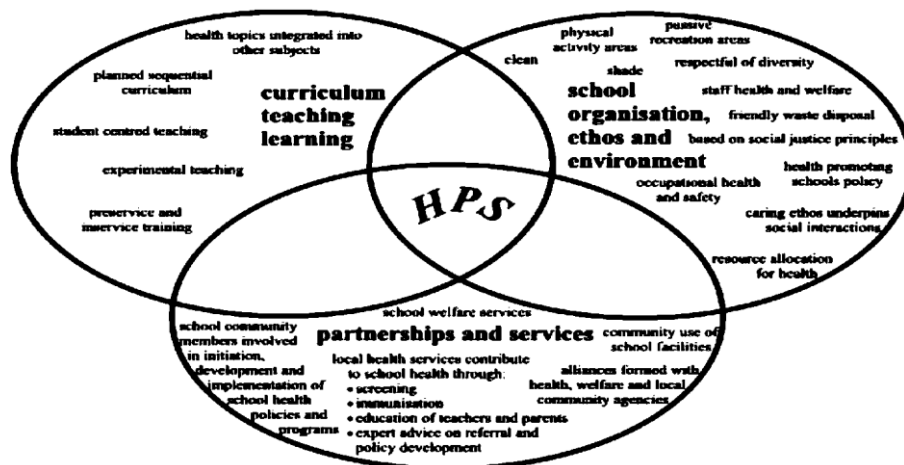 health topics integrated into
other subjects
planned sequential
curriculum
student centred teaching
experimental teaching
preservice and
inservice training
curriculum
teaching
learning
clean
physical
activity areas
passive
recreation areas
shade
respectful of diversity
school
organisation,
ethos and
environment
staff health and welfare
friendly waste disposal
based on social justice principles
health promoting
schools policy
occupational health
and safety
caring ethos underpins
social interactions
resource allocation
for health
HPS
school welfare services
partnerships and services
school community
members involved
in initiation,
development and
implementation of
school health
policies and
programs
local health services contribute
to school health through:
• screening
• immunisation
• education of teachers and parents
• expert advice on referral and
policy development
community use of
school facilities
alliances formed with
health, welfare and local
community agencies